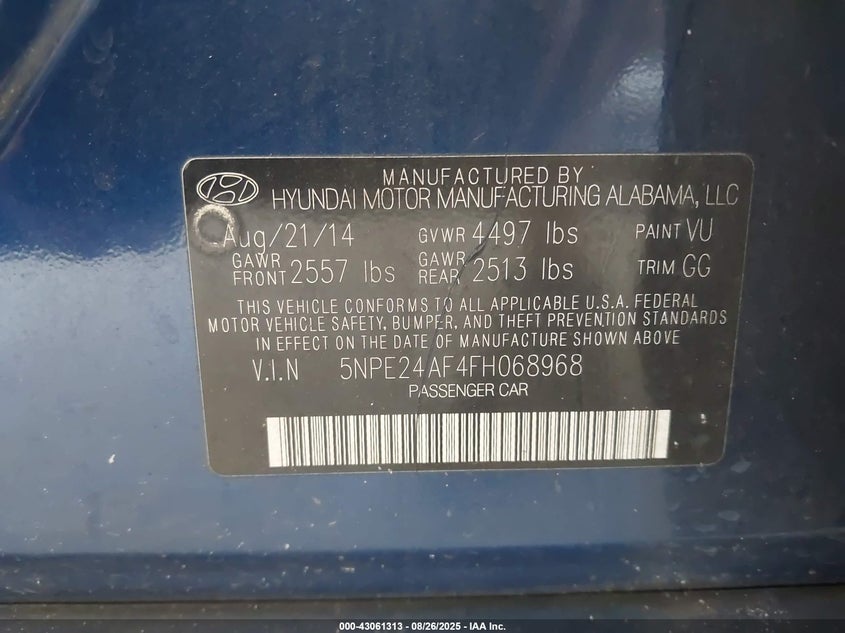 MANUFACTURED BY
HYUNDAI MOTOR MANUFACTURING ALABAMA, LLC
Aug/21/14 GVWR 4497 lbs PAINT VU
GAWR FRONT 2557 lbs GAWR REAR 2513 lbs TRIM GG
THIS VEHICLE CONFORMS TO ALL APPLICABLE U.S.A. FEDERAL
MOTOR VEHICLE SAFETY, BUMPER, AND THEFT PREVENTION STANDARDS
IN EFFECT ON THE DATE OF MANUFACTURE SHOWN ABOVE
V.I.N 5NPE24AF4FH068968
PASSENGER CAR
000-43061313 - 08/26/2025 - IAA Inc.